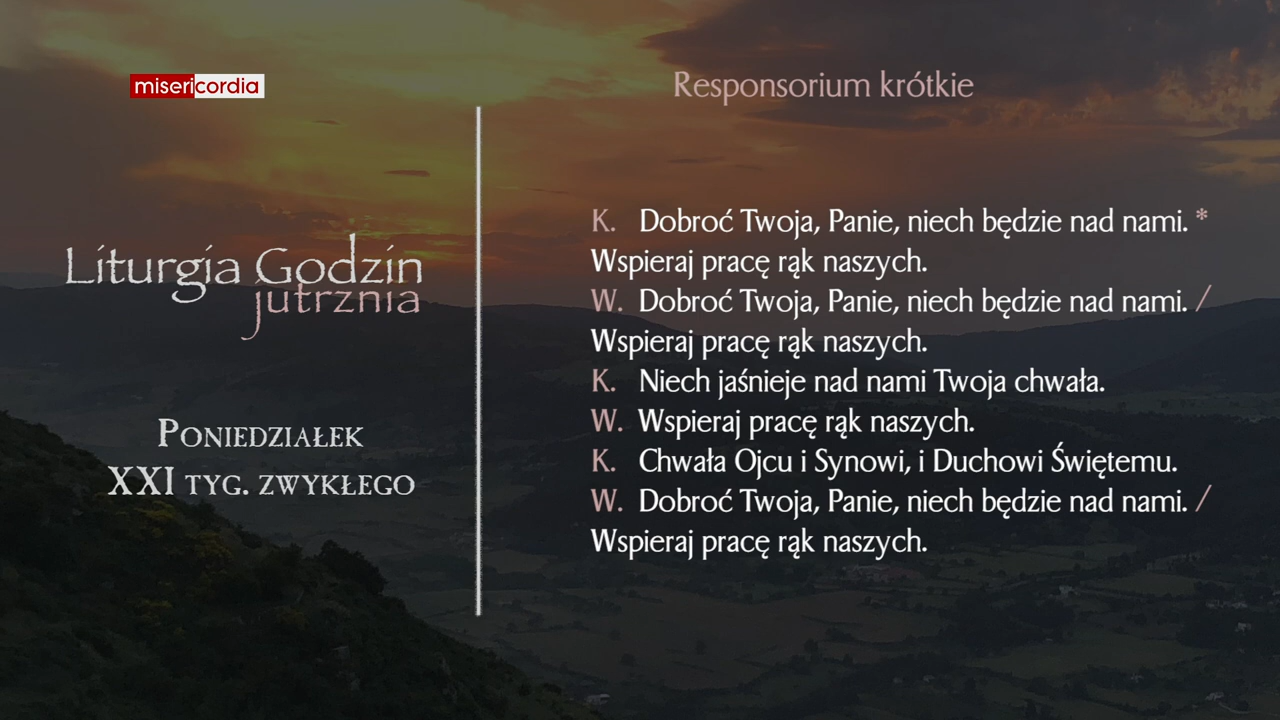 misericordia
Liturgia Godzin
jutrznia
Poniedziałek
XXI tyg. zwykłego
Responsorium krótkie
K. Dobroć Twoja, Panie, niech będzie nad nami. *
Wspieraj pracę rąk naszych.
W. Dobroć Twoja, Panie, niech będzie nad nami. /
Wspieraj pracę rąk naszych.
K. Niech jaśnieje nad nami Twoja chwała.
W. Wspieraj pracę rąk naszych.
K. Chwała Ojcu i Synowi, i Duchowi Świętemu.
W. Dobroć Twoja, Panie, niech będzie nad nami. /
Wspieraj pracę rąk naszych.